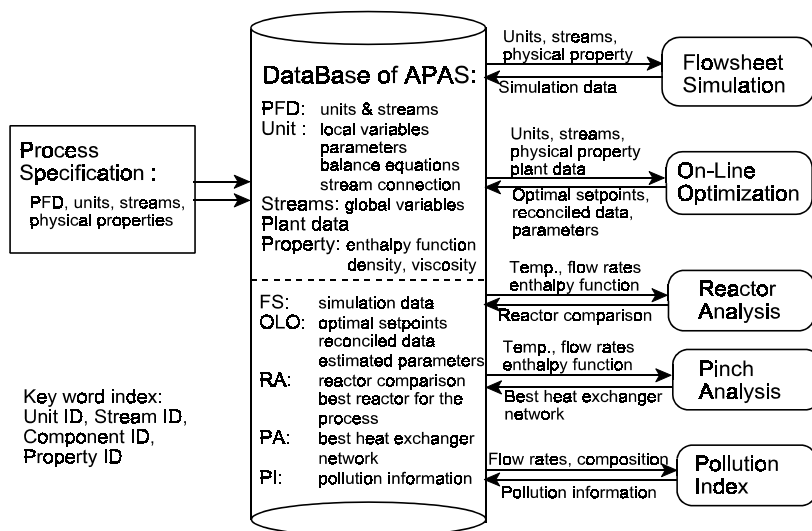 Process
Specification :
PFD, units, streams,
physical properties
Key word index:
Unit ID, Stream ID,
Component ID,
Property ID
DataBase of APAS:
PFD: units & streams
Unit : local variables
parameters
balance equations
stream connection
Streams: global variables
Plant data
Property: enthalpy function
density, viscosity
FS: simulation data
OLO: optimal setpoints
reconciled data
estimated parameters
RA: reactor comparison
best reactor for the
process
PA: best heat exchanger
network
PI: pollution information
Units, streams,
physical property
Simulation data
Flowsheet
Simulation
Units, streams,
physical property
plant data
Optimal setpoints,
reconciled data,
parameters
On-Line
Optimization
Temp., flow rates
enthalpy function
Reactor comparison
Reactor
Analysis
Temp., flow rates
enthalpy function
Best heat exchanger
network
Pinch
Analysis
Flow rates, composition
Pollution information
Pollution
Index